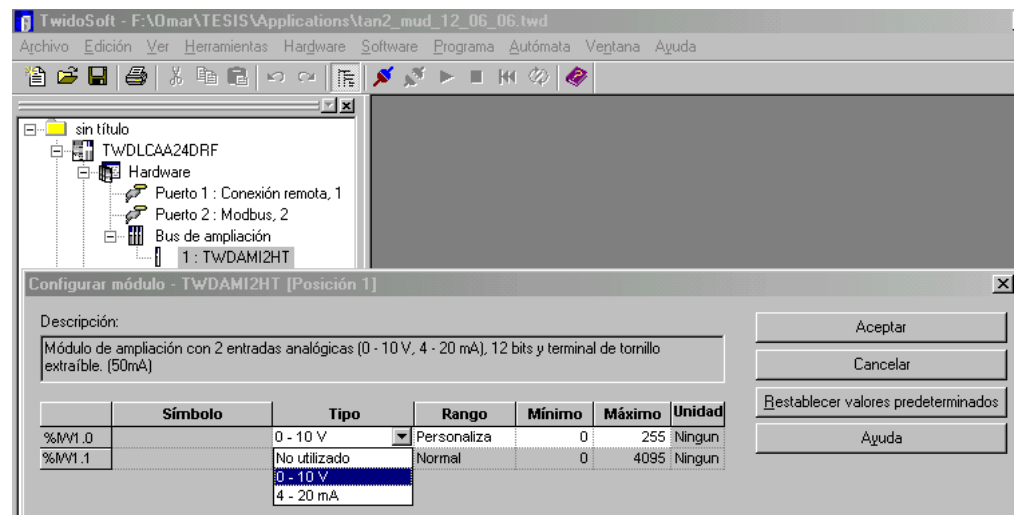 TwidoSoft - F:\Omar\TESIS\Applications\tan2_mud_12_06_06.twd
Archivo Edición Ver Herramientas Hardware Software Programa Autómata Ventana Ayuda
sin título
TWDLCAA24DRF
Hardware
Puerto 1 : Conexión remota, 1
Puerto 2 : Modbus, 2
Bus de ampliación
1 : TWDAMI2HT
Configurar módulo - TWDAMI2HT [Posición 1]
Descripción:
Módulo de ampliación con 2 entradas analógicas (0 - 10 V, 4 - 20 mA), 12 bits y terminal de tornillo
extraíble. (50mA)
Aceptar
Cancelar
Restablecer valores predeterminados
Ayuda
Símbolo Tipo Rango Mínimo Máximo Unidad
%IW1.0 0 - 10 V Personaliza 0 255 Ningun
%IW1.1 No utilizado Normal 0 4095 Ningun
0 - 10 V
4 - 20 mA